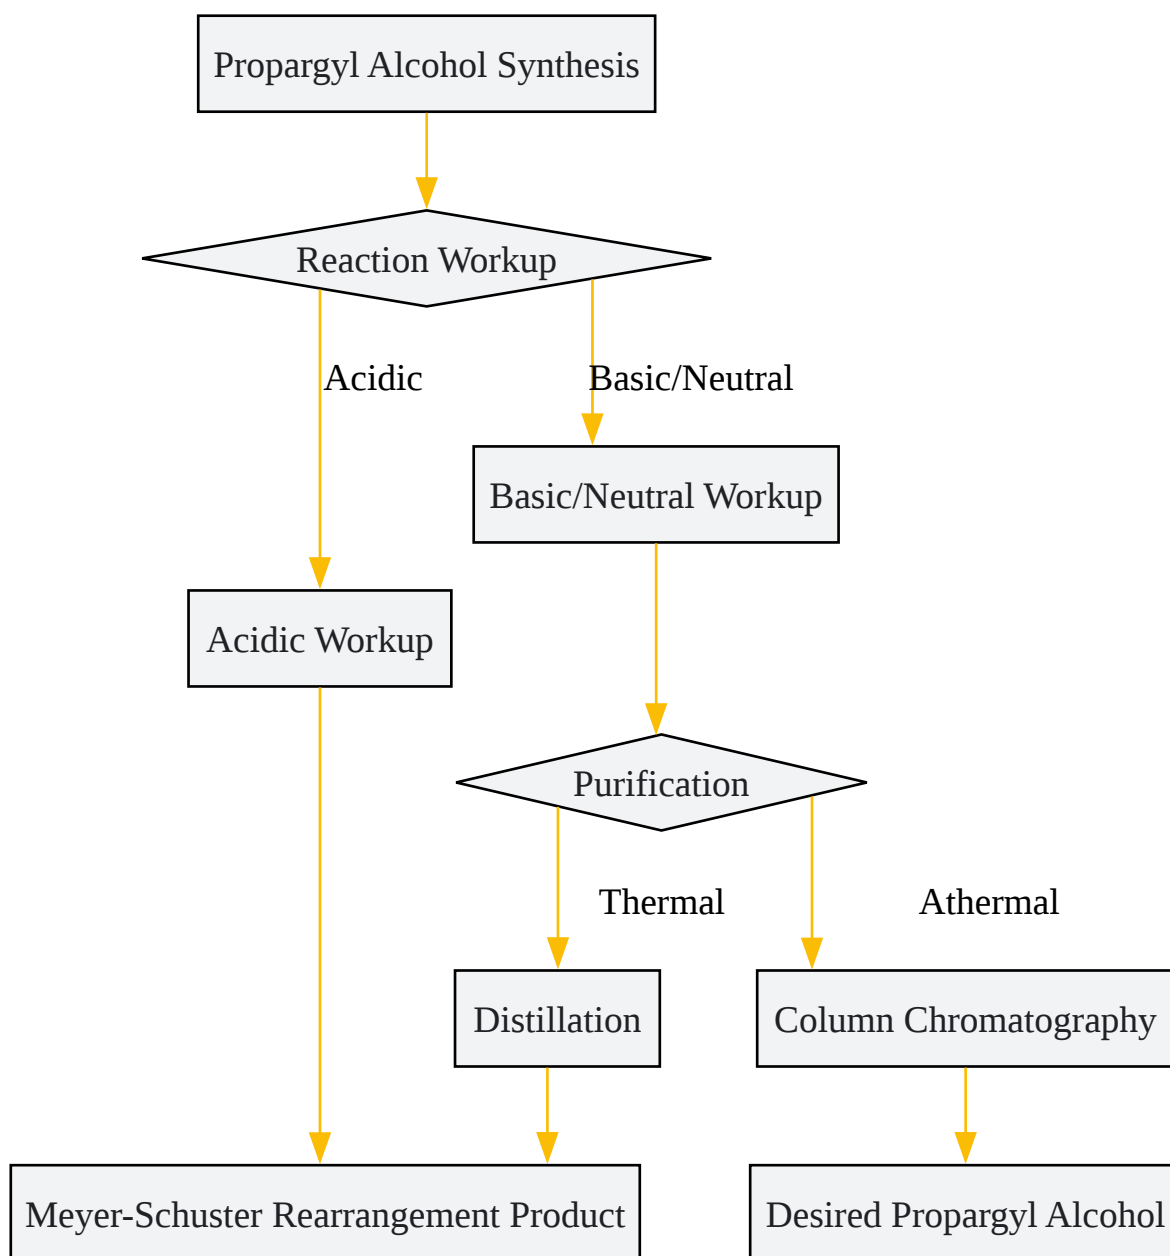 Propargyl Alcohol Synthesis
Reaction Workup
Acidic
Basic/Neutral
Basic/Neutral Workup
Acidic Workup
Purification
Thermal
Athermal
Distillation
Column Chromatography
Meyer-Schuster Rearrangement Product
Desired Propargyl Alcohol